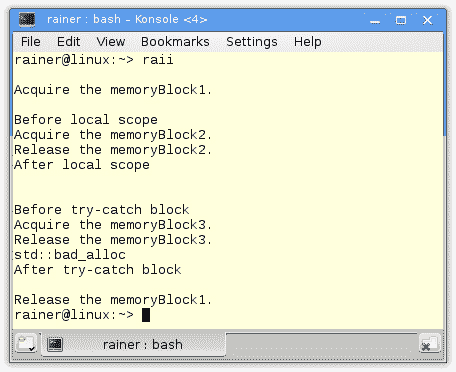 rainer : bash - Konsole <4>
File Edit View Bookmarks Settings Help
rainer@linux:~> raii
Acquire the memoryBlock1.
Before local scope
Acquire the memoryBlock2.
Release the memoryBlock2.
After local scope
Before try-catch block
Acquire the memoryBlock3.
Release the memoryBlock3.
std::bad_alloc
After try-catch block
Release the memoryBlock1.
rainer@linux:~>
rainer : bash